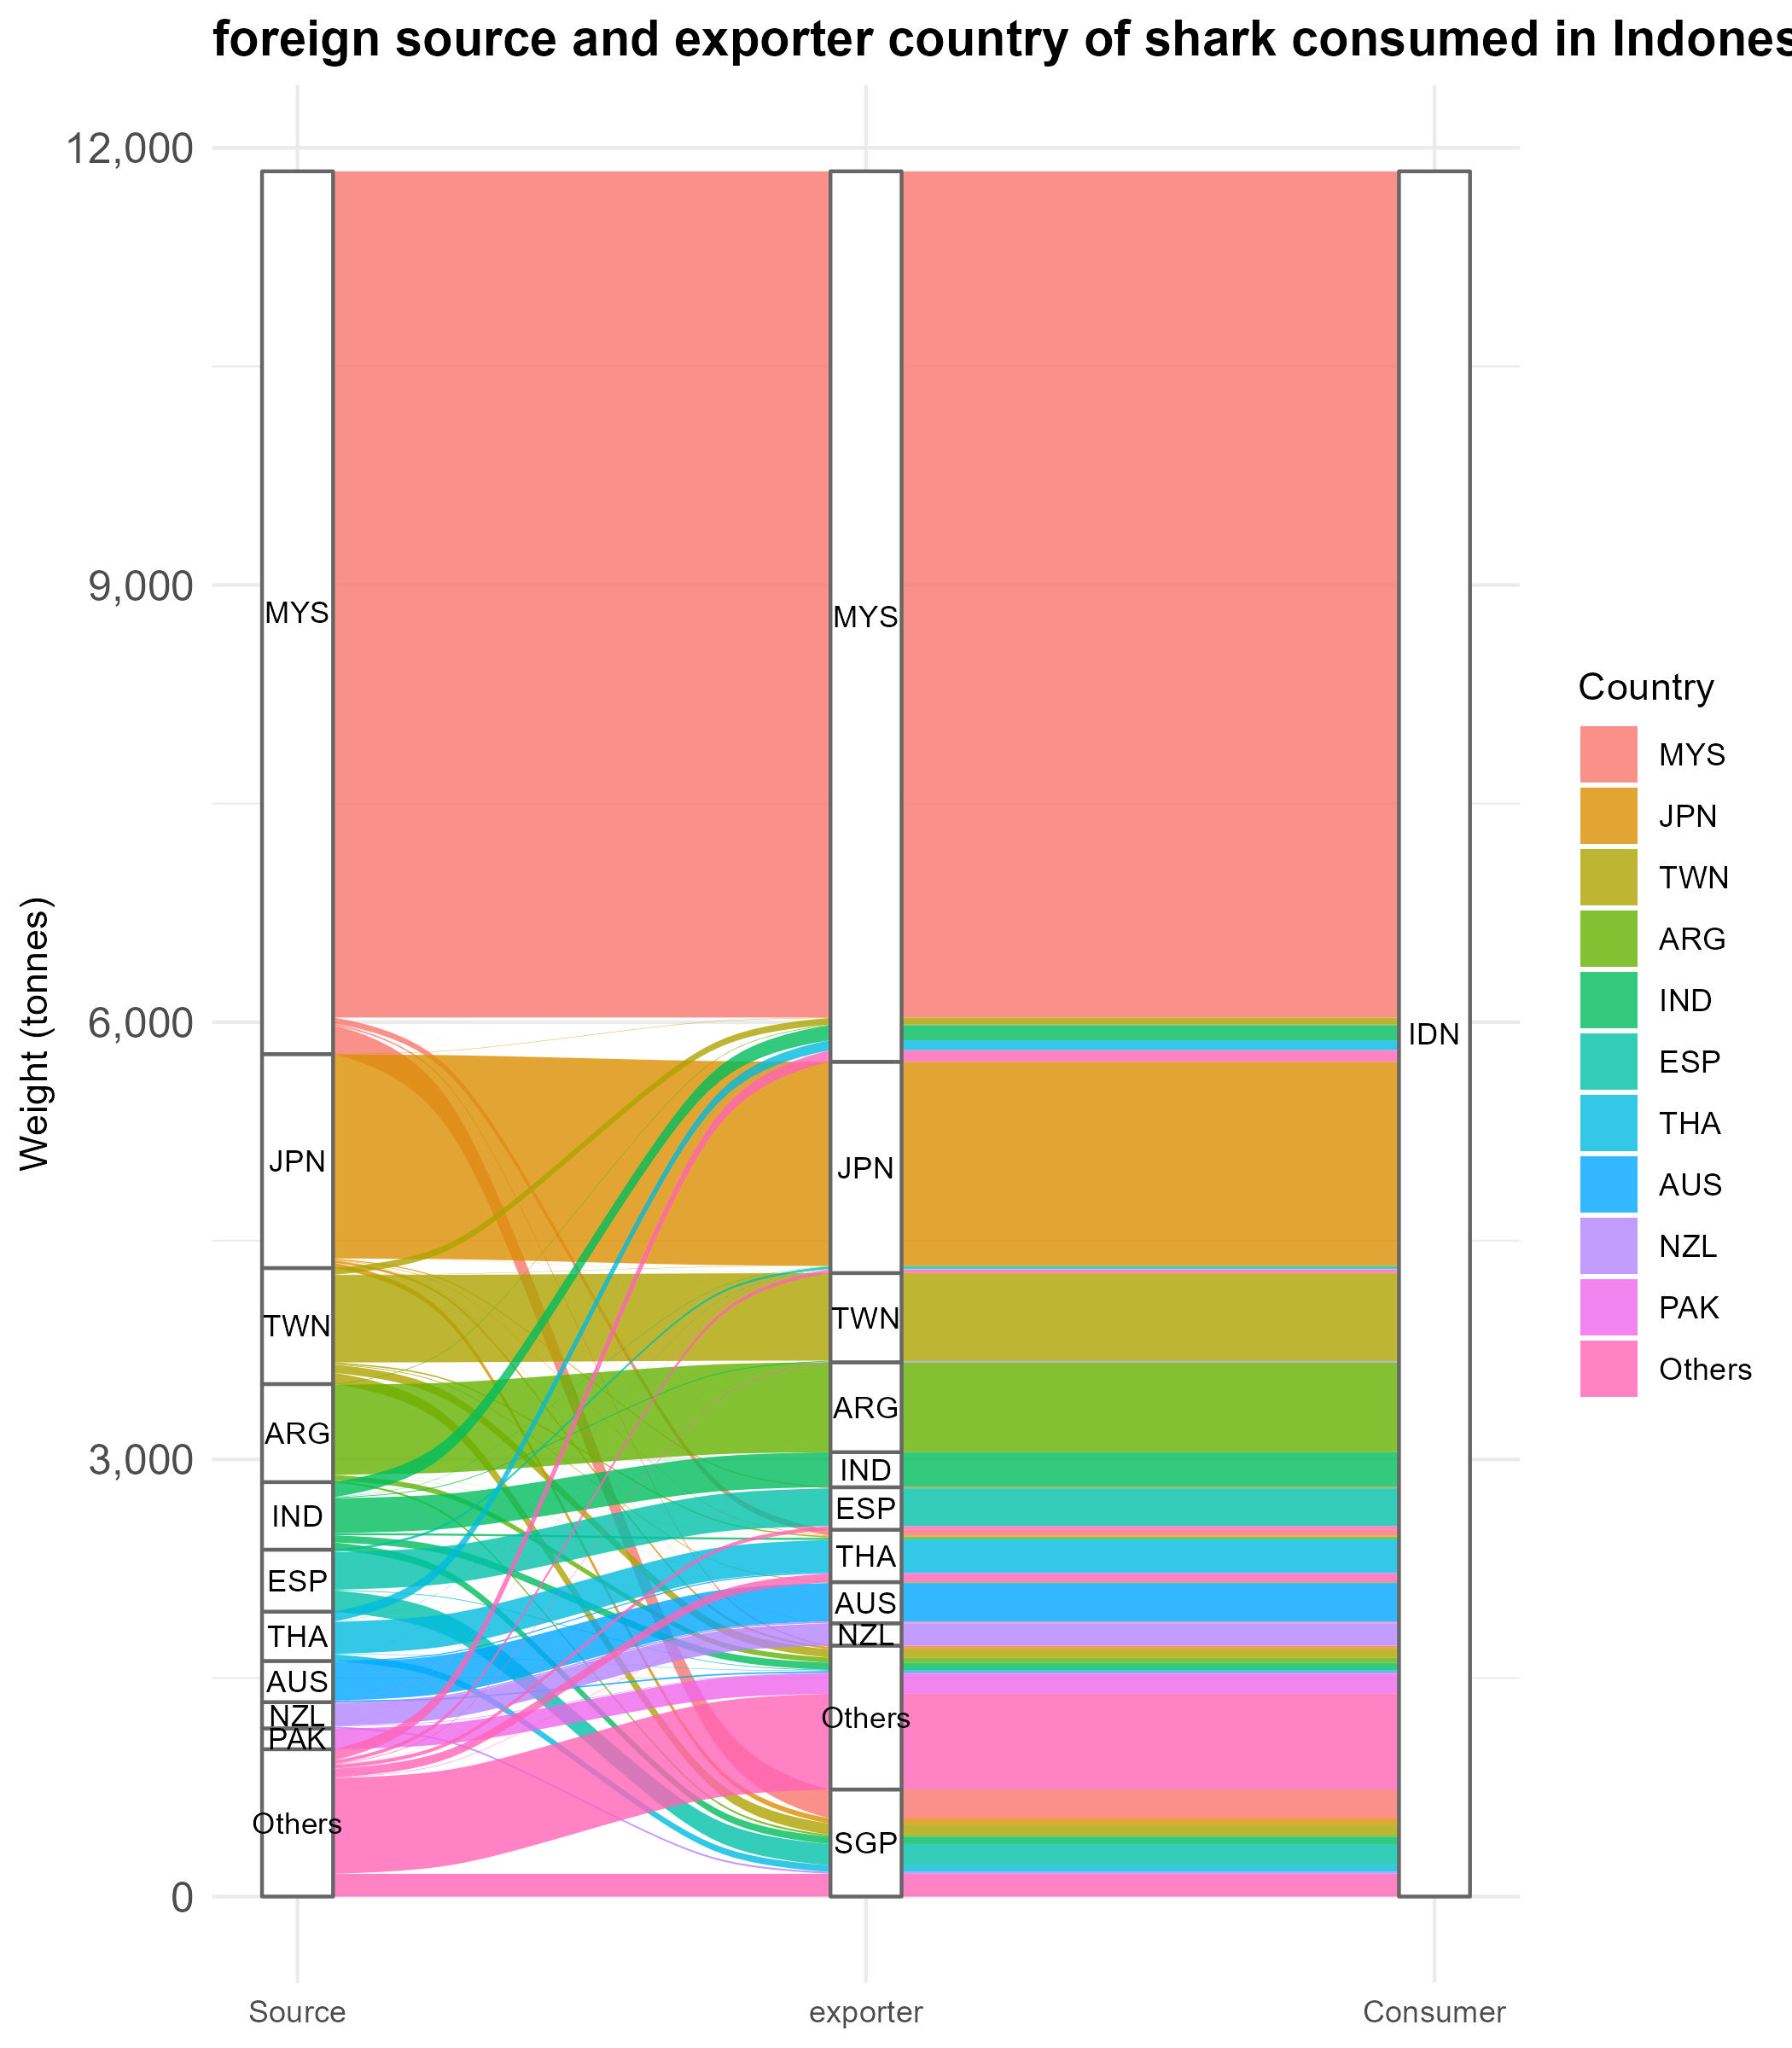 foreign source and exporter country of shark consumed in Indones
Weight (tonnes)
12,000
9,000
6,000
3,000
0
MYS
JPN
TWN
ARG
IND
ESP
THA
AUS
NZL
PAK
Others
MYS
JPN
TWN
ARG
IND
ESP
THA
AUS
NZL
Others
SGP
IDN
Source
exporter
Consumer
Country
MYS
JPN
TWN
ARG
IND
ESP
THA
AUS
NZL
PAK
Others